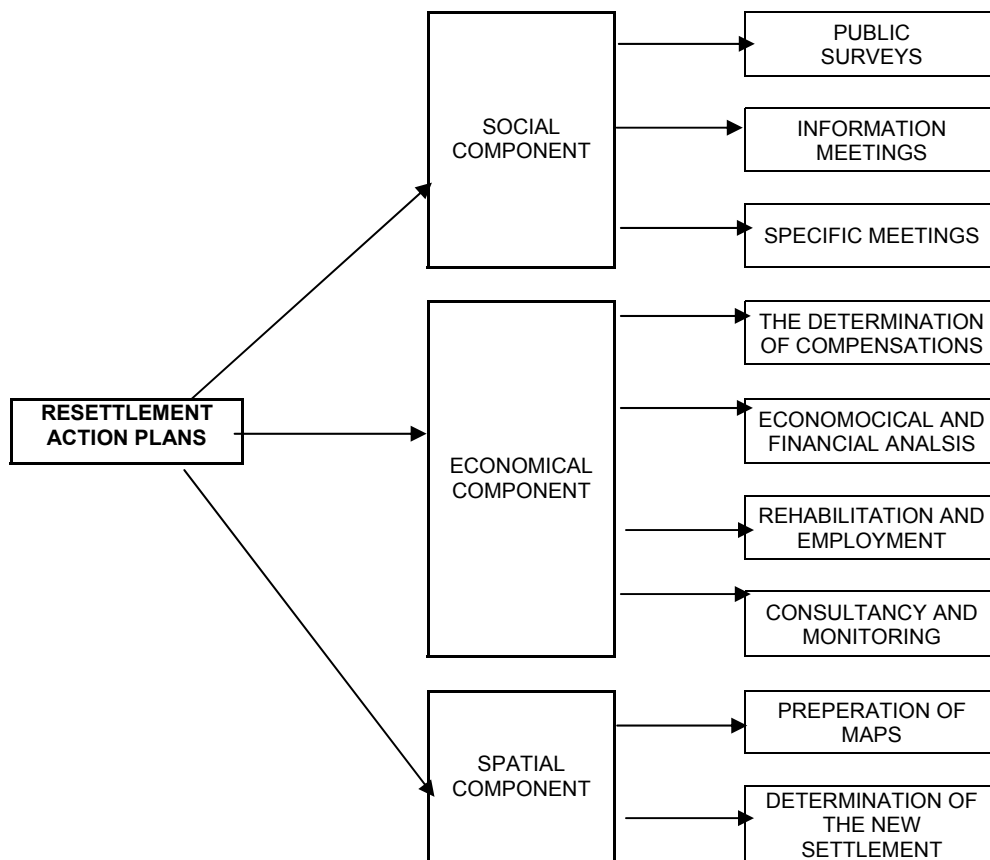 PUBLIC
SURVEYS
SOCIAL
COMPONENT
INFORMATION
MEETINGS
SPECIFIC MEETINGS
THE DETERMINATION
OF COMPENSATIONS
RESETTLEMENT
ACTION PLANS
ECONOMICAL
COMPONENT
ECONOMOCICAL AND
FINANCIAL ANALSIS
REHABILITATION AND
EMPLOYMENT
CONSULTANCY AND
MONITORING
SPATIAL
COMPONENT
PREPERATION OF
MAPS
DETERMINATION OF
THE NEW
SETTLEMENT